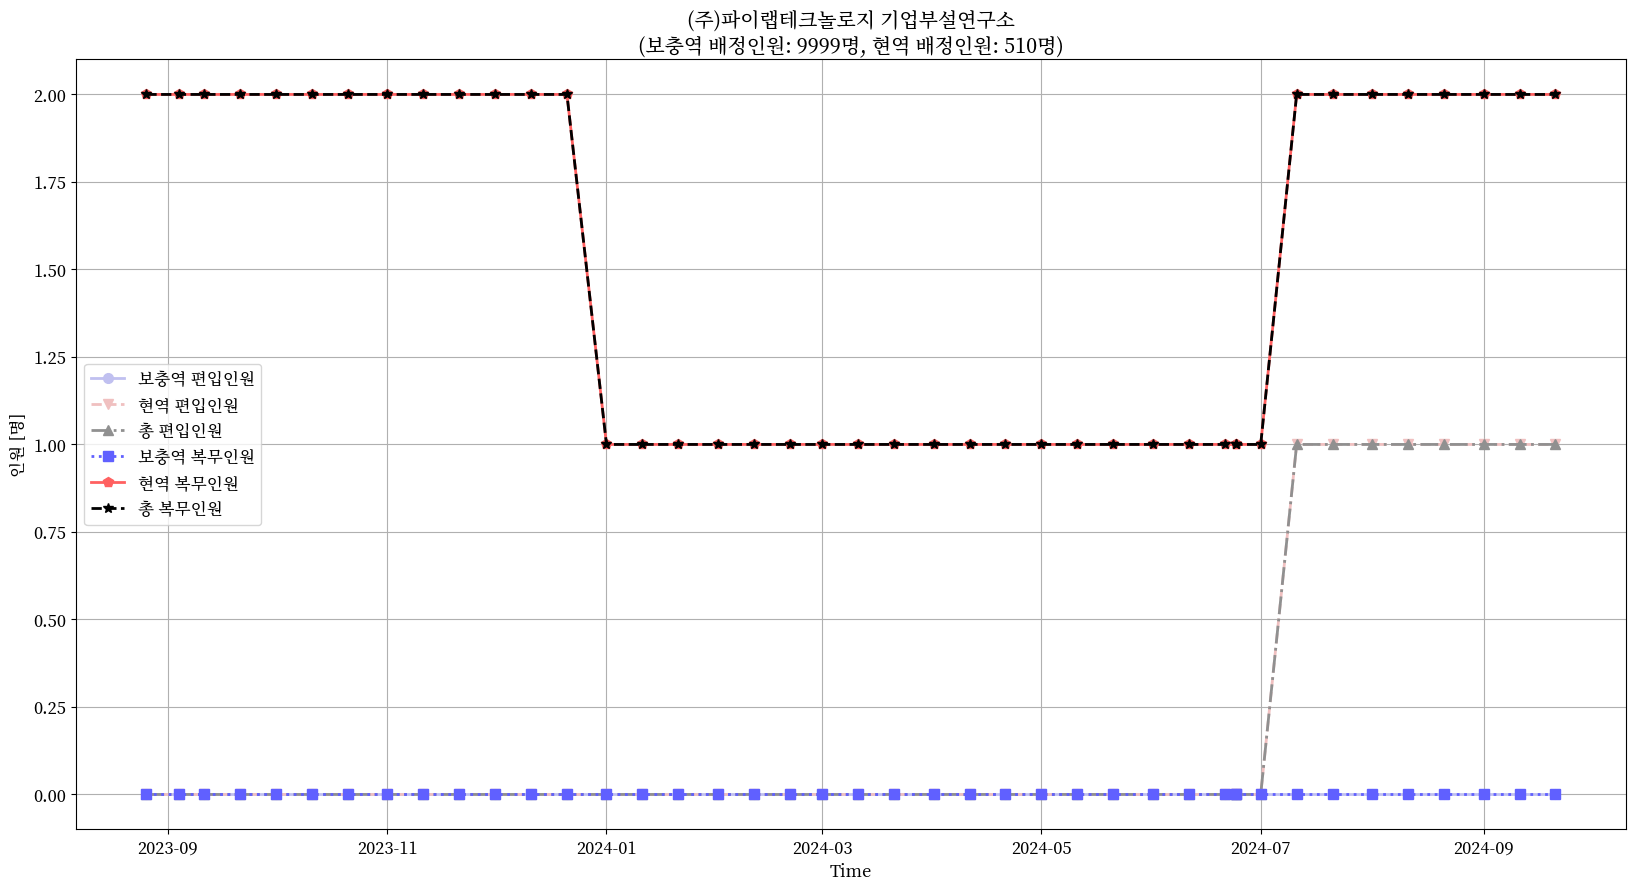 (주)파이랩테크놀로지 기업부설연구소
(보충역 배정인원: 9999명, 현역 배정인원: 510명)
인원 [명]
2.00
1.75
1.50
1.25
1.00
0.75
0.50
0.25
0.00
보충역 편입인원
현역 편입인원
총 편입인원
보충역 복무인원
현역 복무인원
총 복무인원
2023-09
2023-11
2024-01
2024-03
2024-05
2024-07
2024-09
Time